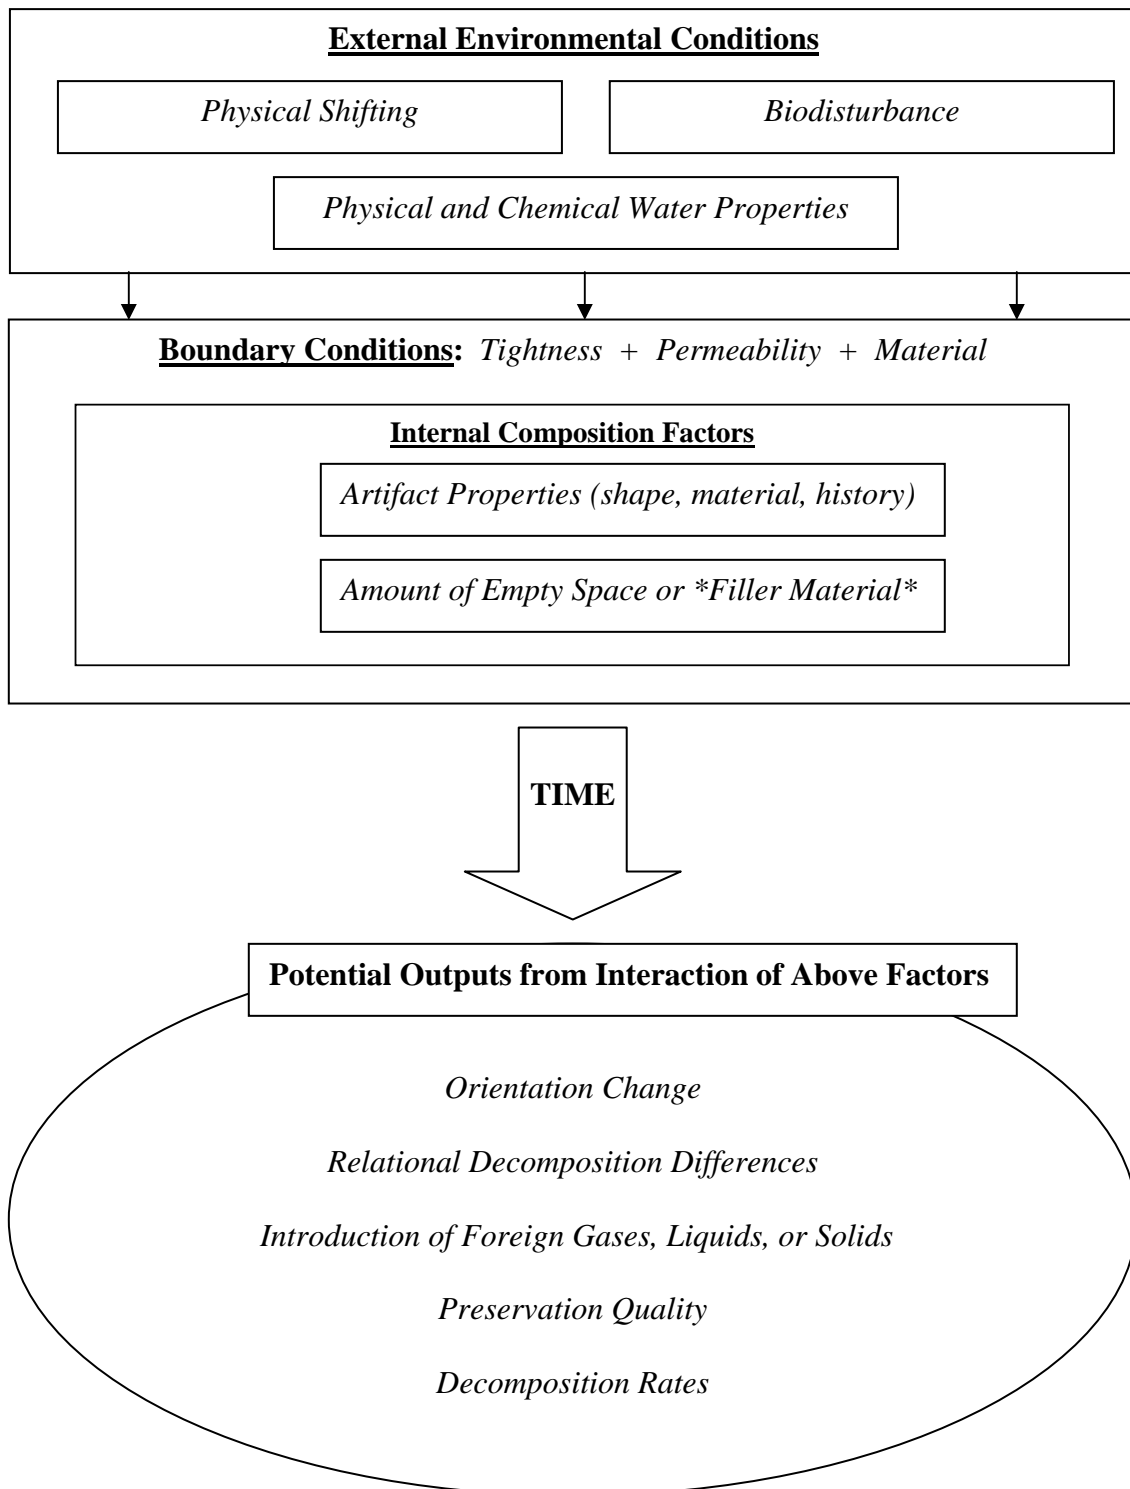 External Environmental Conditions
Physical Shifting
Biodisturbance
Physical and Chemical Water Properties
Boundary Conditions: Tightness + Permeability + Material
Internal Composition Factors
Artifact Properties (shape, material, history)
Amount of Empty Space or *Filler Material*
TIME
Potential Outputs from Interaction of Above Factors
Orientation Change
Relational Decomposition Differences
Introduction of Foreign Gases, Liquids, or Solids
Preservation Quality
Decomposition Rates